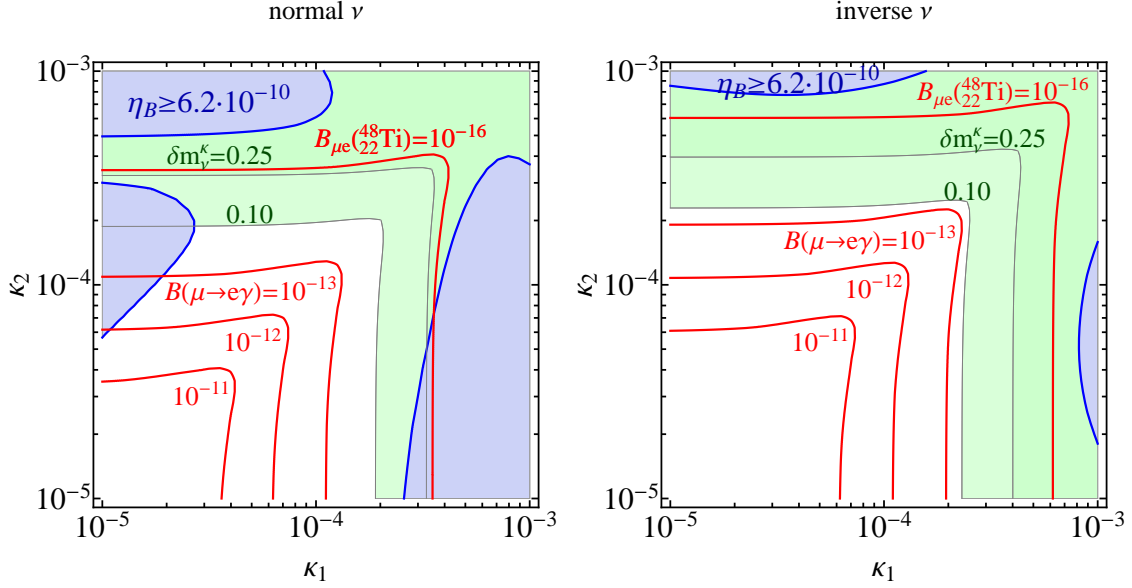 normal ν
10⁻³
η_B≥6.2·10⁻¹⁰
B_μe(⁴⁸₂₂Ti)=10⁻¹⁶
δm_ν^κ=0.25
0.10
κ₂
10⁻⁴
B(μ→eγ)=10⁻¹³
10⁻¹²
10⁻¹¹
10⁻⁵
10⁻⁵ 10⁻⁴ 10⁻³
κ₁
inverse ν
10⁻³
η_B≥6.2·10⁻¹⁰
B_μe(⁴⁸₂₂Ti)=10⁻¹⁶
δm_ν^κ=0.25
0.10
B(μ→eγ)=10⁻¹³
κ₂
10⁻⁴
10⁻¹²
10⁻¹¹
10⁻⁵
10⁻⁵ 10⁻⁴ 10⁻³
κ₁